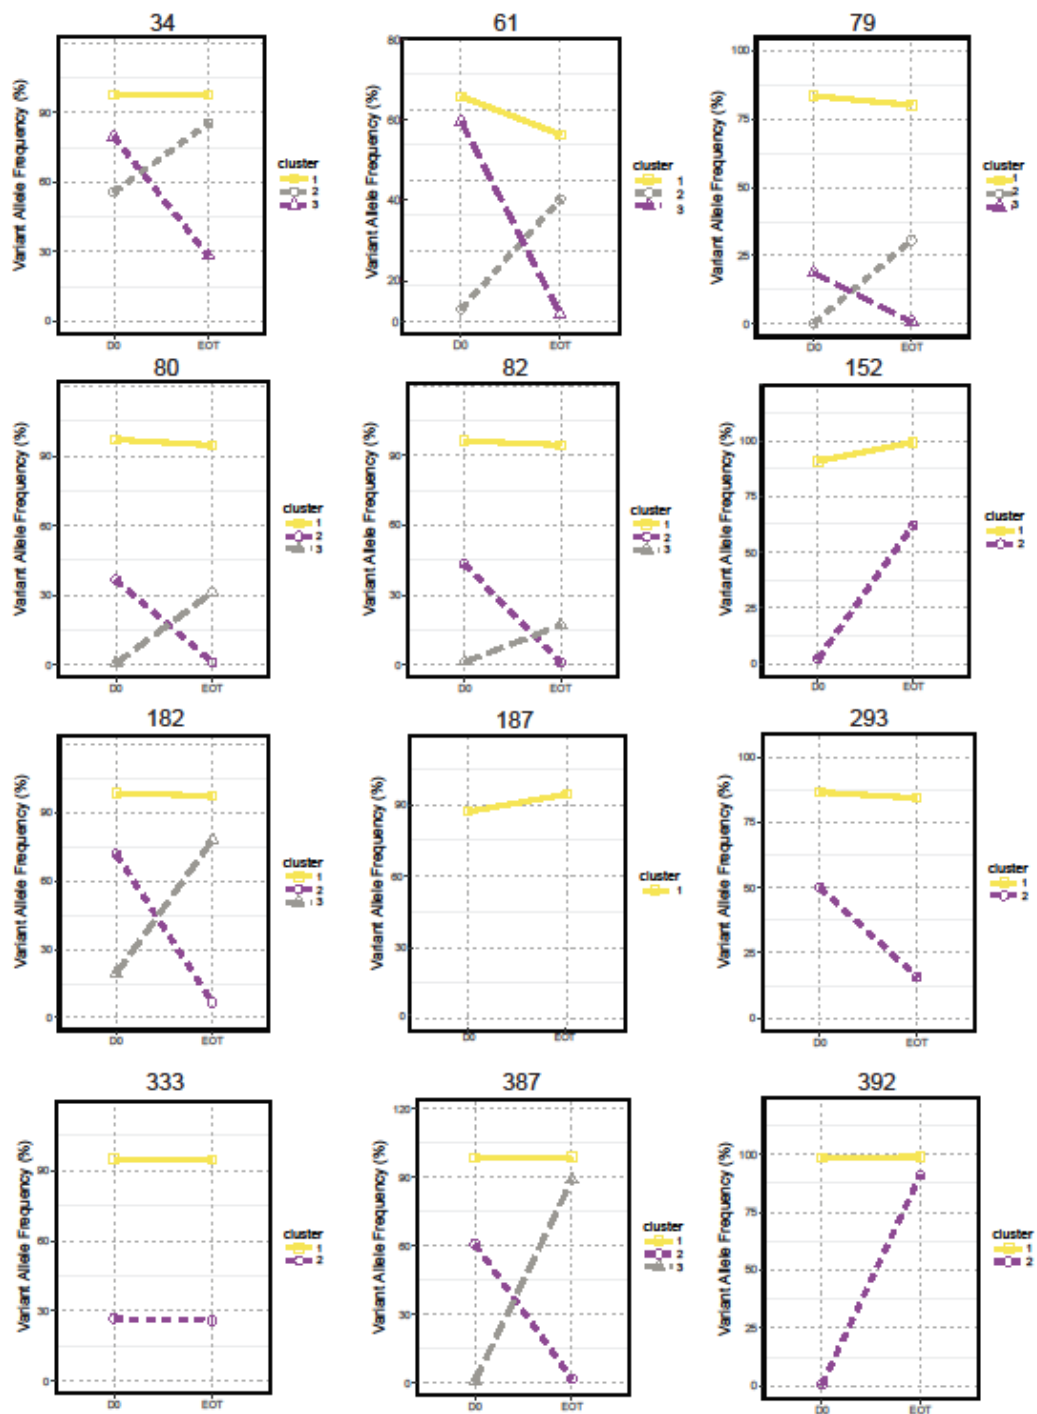 34
Variant Allele Frequency (%)
90
60
30
0
D0
EOT
cluster
1
2
3
61
Variant Allele Frequency (%)
80
60
40
20
0
D0
EOT
cluster
1
2
3
79
Variant Allele Frequency (%)
100
75
50
25
0
D0
EOT
cluster
1
2
3
80
Variant Allele Frequency (%)
90
60
30
0
D0
EOT
cluster
1
2
3
82
Variant Allele Frequency (%)
90
60
30
0
D0
EOT
cluster
1
2
3
152
Variant Allele Frequency (%)
100
75
50
25
0
D0
EOT
cluster
1
2
182
Variant Allele Frequency (%)
90
60
30
0
D0
EOT
cluster
1
2
3
187
Variant Allele Frequency (%)
90
60
30
0
D0
EOT
cluster
1
293
Variant Allele Frequency (%)
100
75
50
25
0
D0
EOT
cluster
1
2
333
Variant Allele Frequency (%)
90
60
30
0
D0
EOT
cluster
1
2
387
Variant Allele Frequency (%)
120
90
60
30
0
D0
EOT
cluster
1
2
3
392
Variant Allele Frequency (%)
100
75
50
25
0
D0
EOT
cluster
1
2